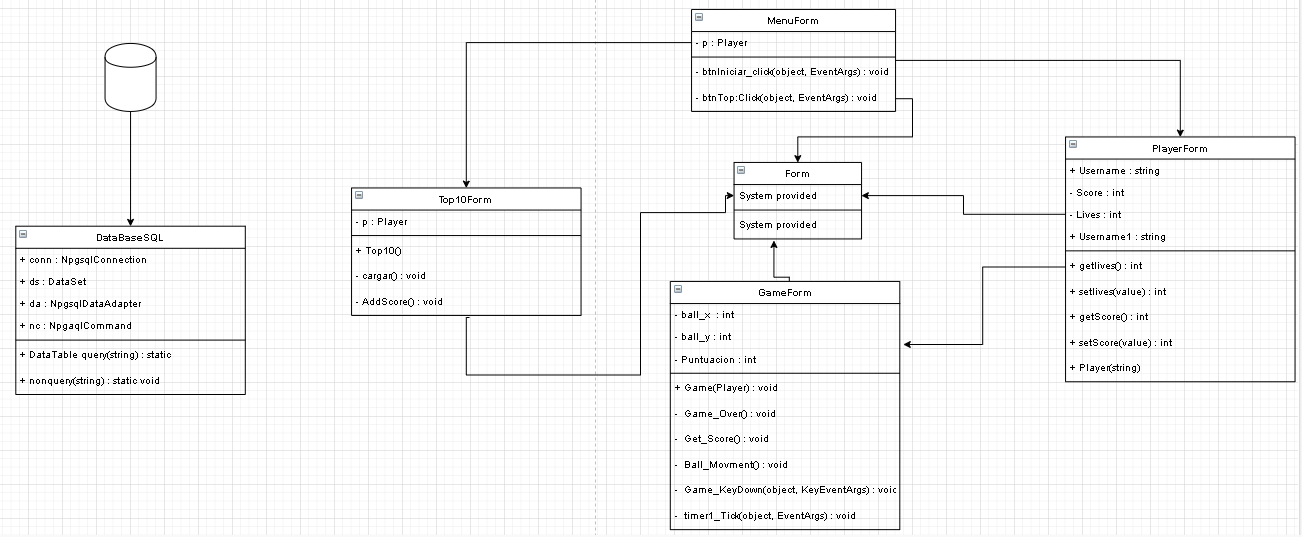 MenuForm
- p : Player
- btnIniciar_click(object, EventArgs) : void
- btnTop:Click(object, EventArgs) : void
DataBaseSQL
+ conn : NpgsqlConnection
+ ds : DataSet
+ da : NpgsqlDataAdapter
+ nc : NpgaqlCommand
+ DataTable query(string) : static
+ nonquery(string) : static void
Top10Form
- p : Player
+ Top10()
- cargar() : void
- AddScore() : void
Form
System provided
System provided
PlayerForm
+ Username : string
- Score : int
- Lives : int
+ Username1 : string
+ getlives() : int
+ setlives(value) : int
+ getScore() : int
+ setScore(value) : int
+ Player(string)
GameForm
- ball_x : int
- ball_y : int
- Puntuacion : int
+ Game(Player) : void
- Game_Over() : void
- Get_Score() : void
- Ball_Movment() : void
- Game_KeyDown(object, KeyEventArgs) : void
- timer1_Tick(object, EventArgs) : void